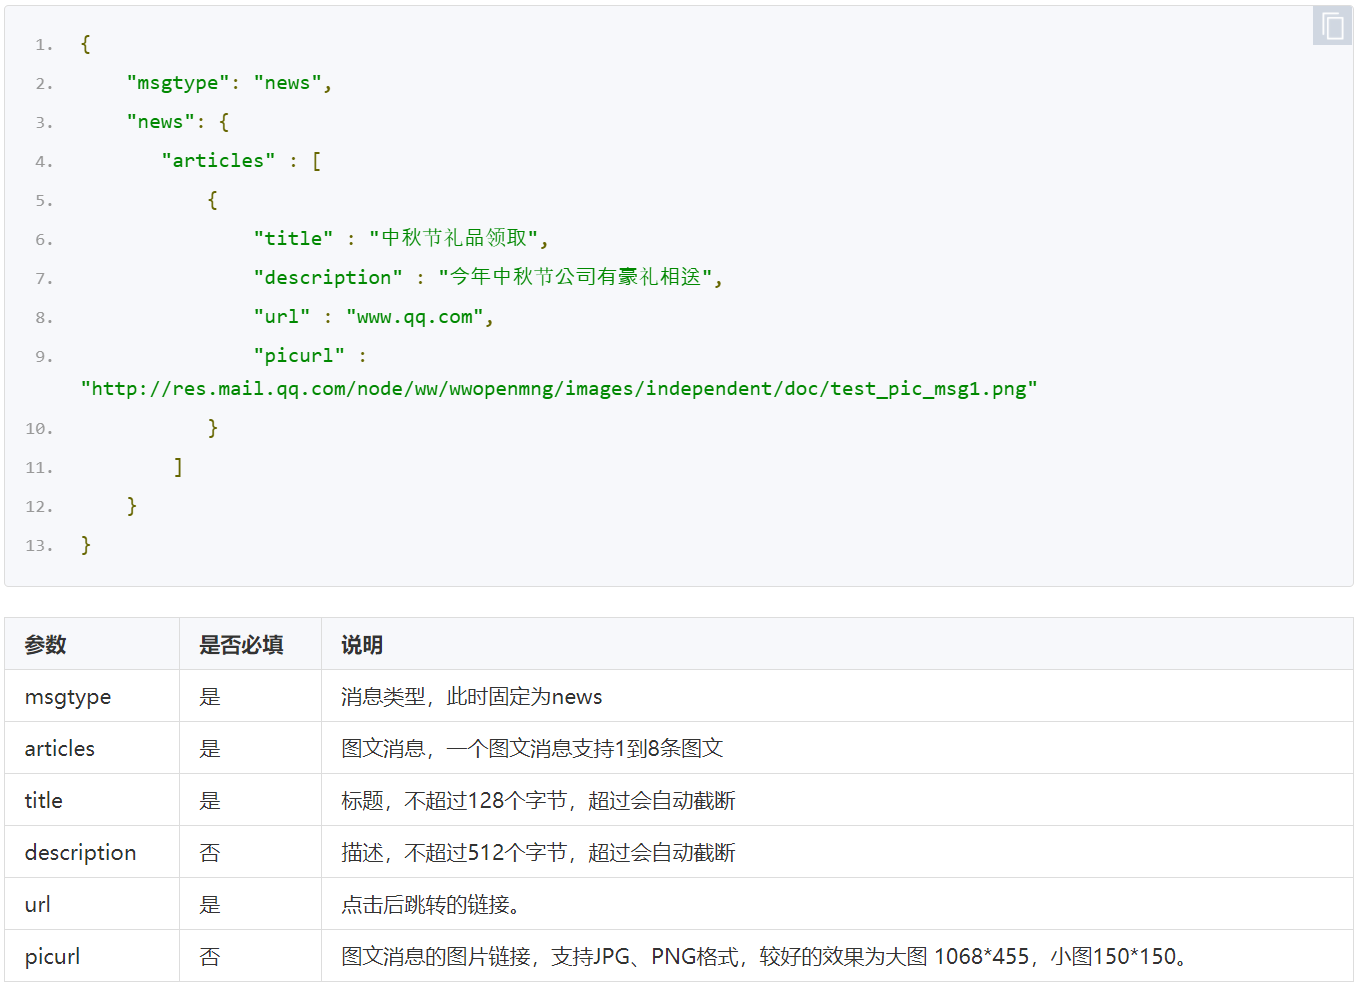 1. {
2. "msgtype": "news",
3. "news": {
4. "articles" : [
5. {
6. "title" : "中秋节礼品领取",
7. "description" : "今年中秋节公司有豪礼相送",
8. "url" : "www.qq.com",
9. "picurl" :
"http://res.mail.qq.com/node/ww/wwopenmng/images/independent/doc/test_pic_msg1.png"
10. }
11. ]
12. }
13. }
参数 是否必填 说明
msgtype 是 消息类型，此时固定为news
articles 是 图文消息，一个图文消息支持1到8条图文
title 是 标题，不超过128个字节，超过会自动截断
description 否 描述，不超过512个字节，超过会自动截断
url 是 点击后跳转的链接。
picurl 否 图文消息的图片链接，支持JPG、PNG格式，较好的效果为大图 1068*455，小图150*150。